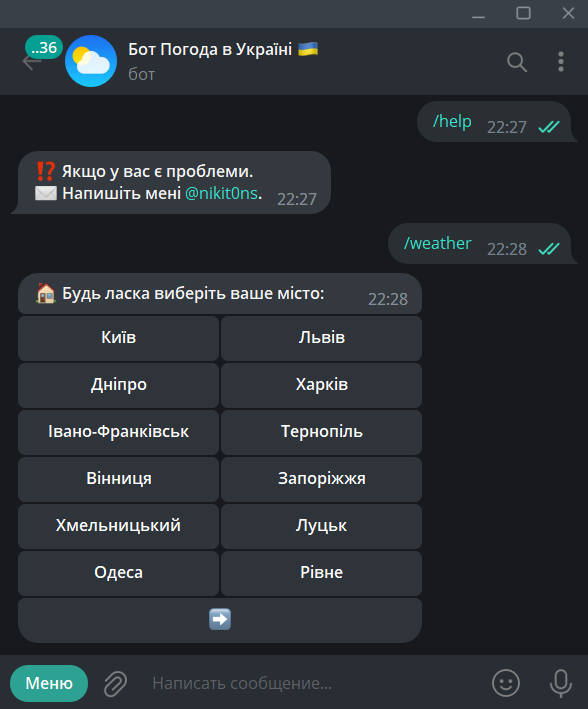 ..36
Бот Погода в Україні 🇺🇦
бот
/help 22:27
⁉️ Якщо у вас є проблеми.
✉️ Напишіть мені @nikit0ns. 22:27
/weather 22:28
🏠 Будь ласка виберіть ваше місто: 22:28
Київ Львів
Дніпро Харків
Івано-Франківськ Тернопіль
Вінниця Запоріжжя
Хмельницький Луцьк
Одеса Рівне
➡️
Меню Написать сообщение...